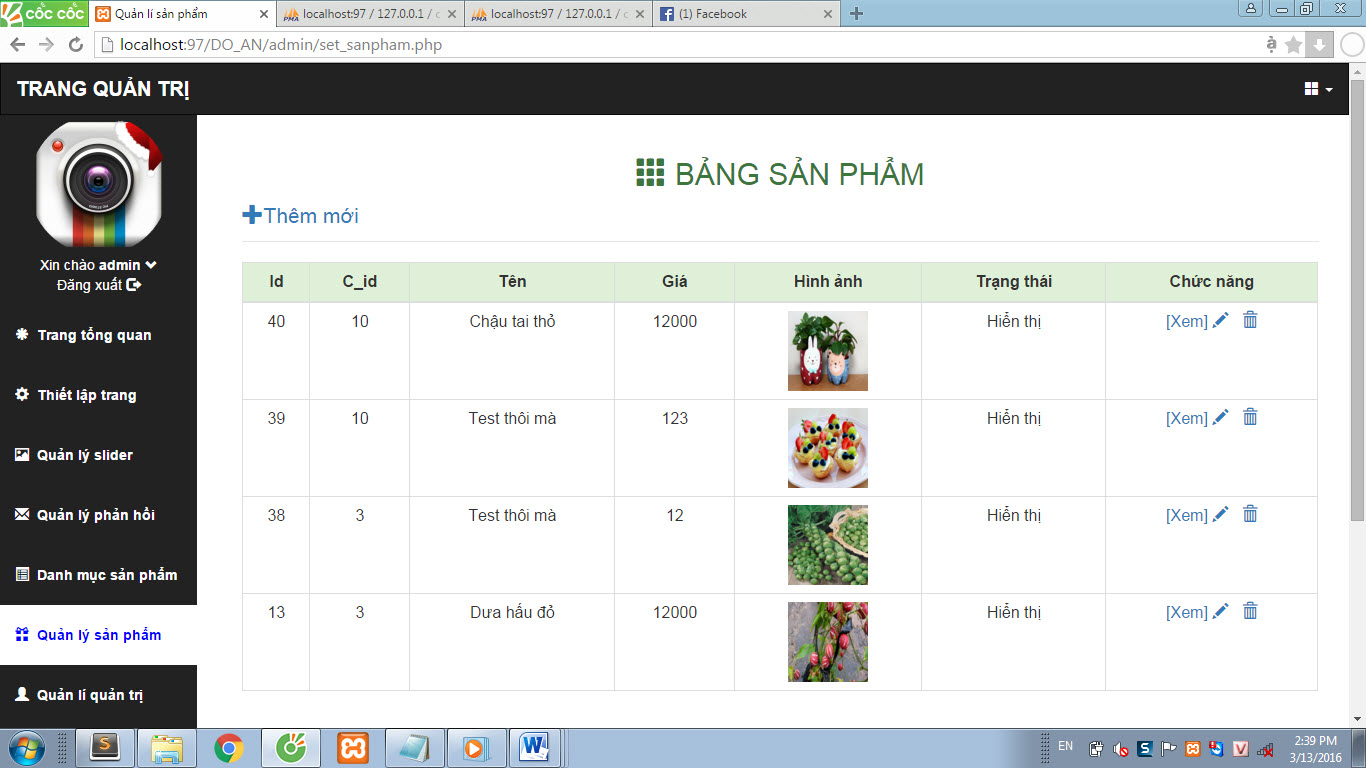 cốc cốc
Quản lí sản phẩm
localhost:97 / 127.0.0.1 / c
localhost:97 / 127.0.0.1 / c
(1) Facebook
localhost:97/DO_AN/admin/set_sanpham.php
TRANG QUẢN TRỊ
Xin chào admin
Đăng xuất
Trang tổng quan
Thiết lập trang
Quản lý slider
Quản lý phản hồi
Danh mục sản phẩm
Quản lý sản phẩm
Quản lí quản trị
BẢNG SẢN PHẨM
Thêm mới
Id C_id Tên Giá Hình ảnh Trạng thái Chức năng
40 10 Chậu tai thỏ 12000 Hiển thị [Xem]
39 10 Test thôi mà 123 Hiển thị [Xem]
38 3 Test thôi mà 12 Hiển thị [Xem]
13 3 Dưa hấu đỏ 12000 Hiển thị [Xem]
EN
2:39 PM
3/13/2016